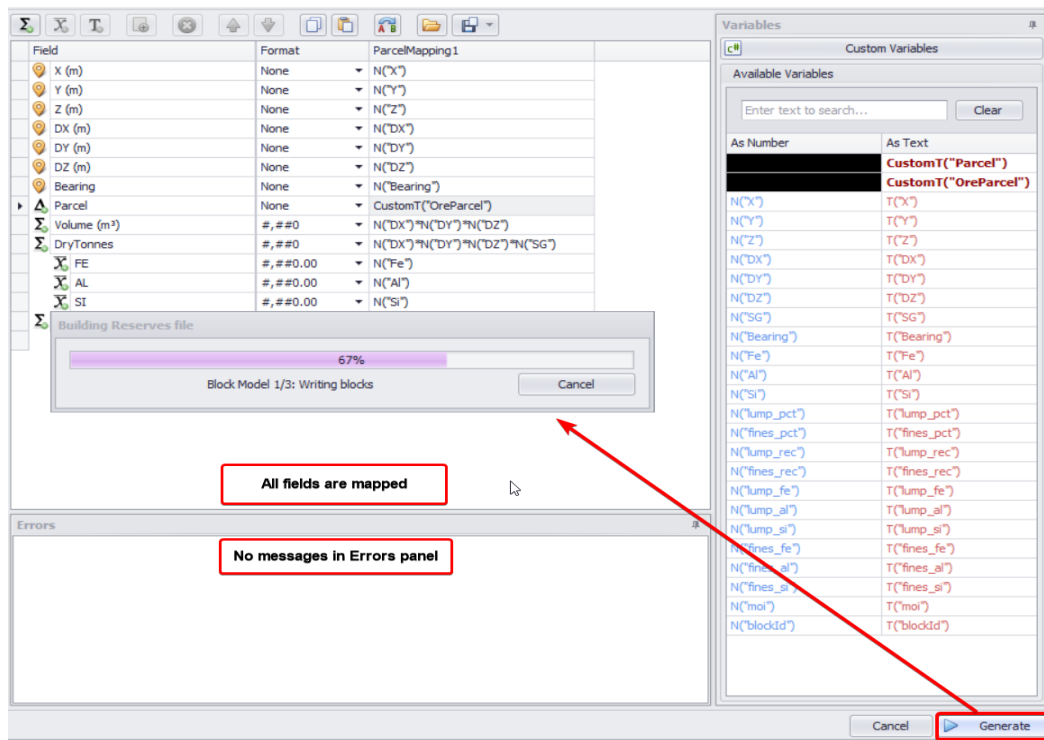 Σ X T A B
Variables
Field Format ParcelMapping1
X (m) None N("X")
Y (m) None N("Y")
Z (m) None N("Z")
DX (m) None N("DX")
DY (m) None N("DY")
DZ (m) None N("DZ")
Bearing None N("Bearing")
Parcel None CustomT("OreParcel")
Σ Volume (m³) #,##0 N("DX")*N("DY")*N("DZ")
Σ DryTonnes #,##0 N("DX")*N("DY")*N("DZ")*N("SG")
X FE #,##0.00 N("Fe")
X AL #,##0.00 N("Al")
X SI #,##0.00 N("Si")
Σ
Building Reserves file
67%
Block Model 1/3: Writing blocks Cancel
All fields are mapped
Errors
No messages in Errors panel
c# Custom Variables
Available Variables
Enter text to search... Clear
As Number As Text
CustomT("Parcel")
CustomT("OreParcel")
N("X") T("X")
N("Y") T("Y")
N("Z") T("Z")
N("DX") T("DX")
N("DY") T("DY")
N("DZ") T("DZ")
N("SG") T("SG")
N("Bearing") T("Bearing")
N("Fe") T("Fe")
N("Al") T("Al")
N("Si") T("Si")
N("lump_pct") T("lump_pct")
N("fines_pct") T("fines_pct")
N("lump_rec") T("lump_rec")
N("fines_rec") T("fines_rec")
N("lump_fe") T("lump_fe")
N("lump_al") T("lump_al")
N("lump_si") T("lump_si")
N("fines_fe") T("fines_fe")
N("fines_al") T("fines_al")
N("fines_si") T("fines_si")
N("moi") T("moi")
N("blockId") T("blockId")
Cancel Generate